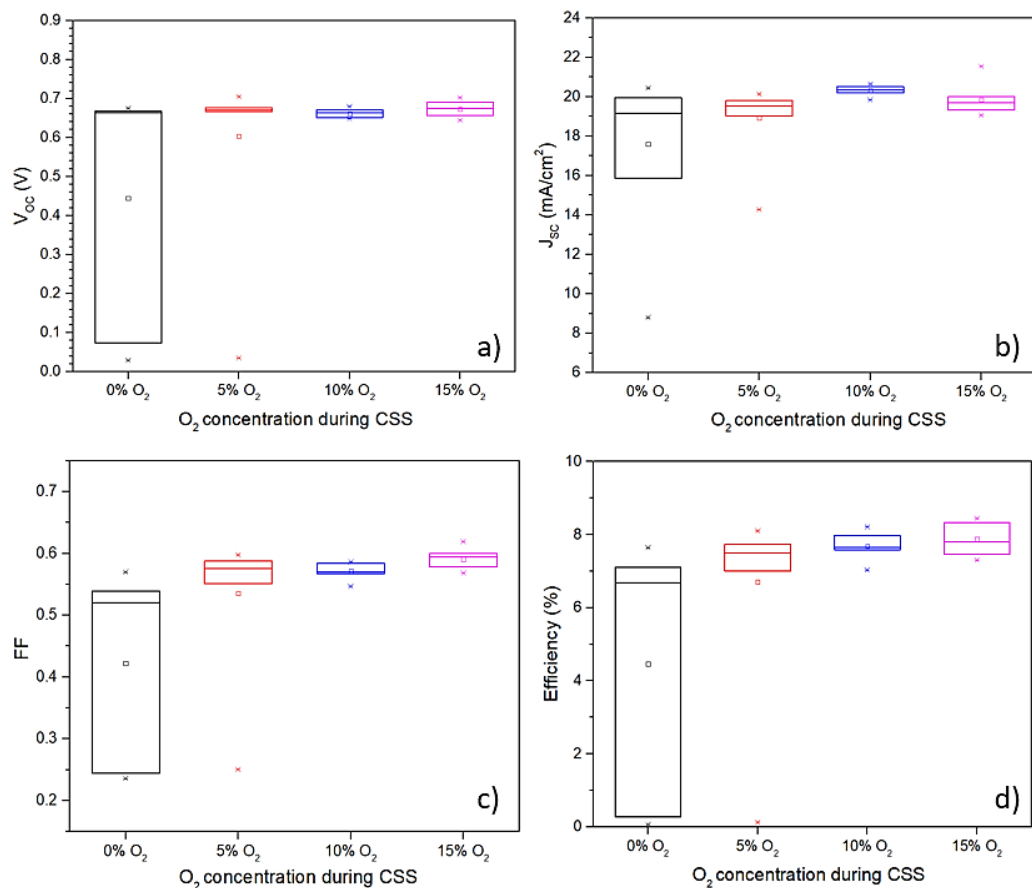 0.9
0.8
0.7
0.6
0.5
0.4
0.3
0.2
0.1
0.0
V_OC (V)
0% O₂ 5% O₂ 10% O₂ 15% O₂
O₂ concentration during CSS
a)
24
22
20
18
16
14
12
10
8
6
J_SC (mA/cm²)
0% O₂ 5% O₂ 10% O₂ 15% O₂
O₂ concentration during CSS
b)
0.7
0.6
0.5
0.4
0.3
0.2
FF
0% O₂ 5% O₂ 10% O₂ 15% O₂
O₂ concentration during CSS
c)
10
8
6
4
2
0
Efficiency (%)
0% O₂ 5% O₂ 10% O₂ 15% O₂
O₂ concentration during CSS
d)